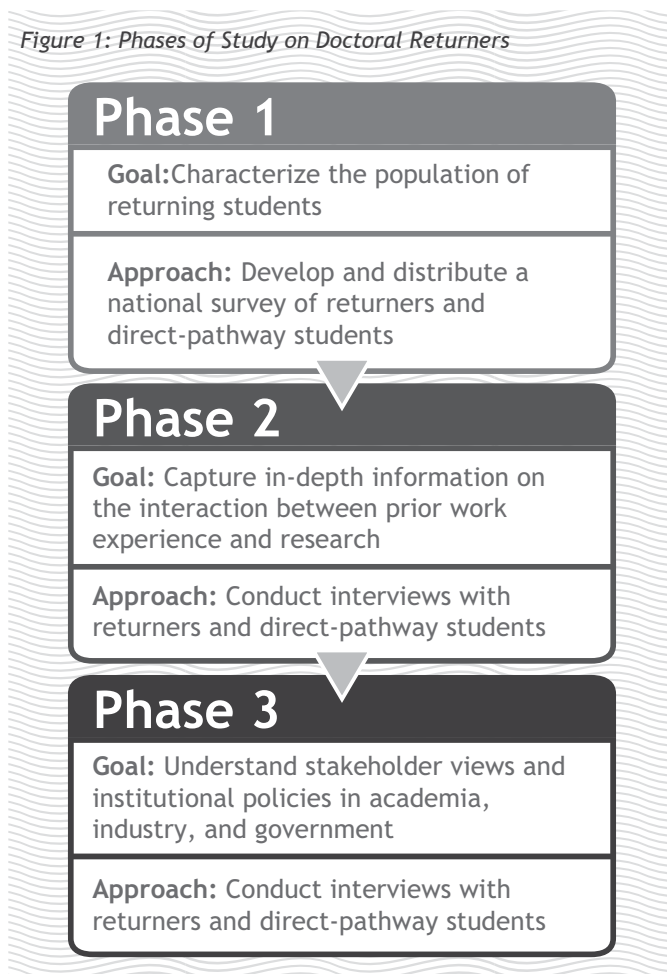 Figure 1: Phases of Study on Doctoral Returners
Phase 1
Goal:Characterize the population of
returning students
Approach: Develop and distribute a
national survey of returners and
direct-pathway students
Phase 2
Goal: Capture in-depth information on
the interaction between prior work
experience and research
Approach: Conduct interviews with
returners and direct-pathway students
Phase 3
Goal: Understand stakeholder views and
institutional policies in academia,
industry, and government
Approach: Conduct interviews with
returners and direct-pathway students